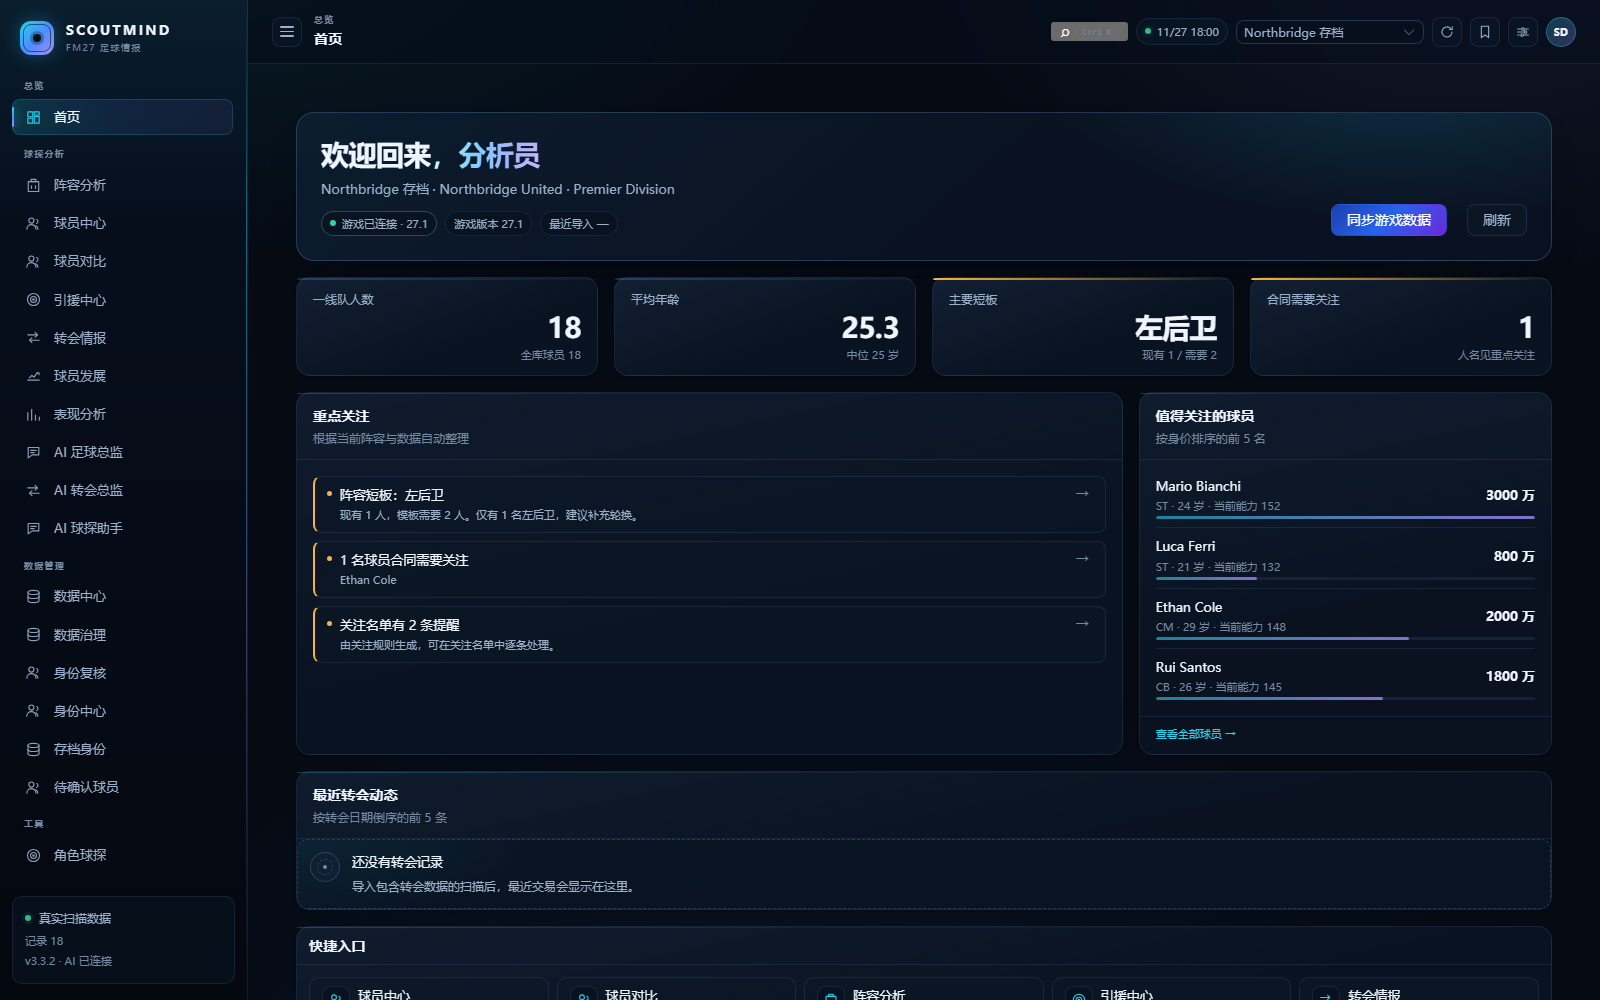 SCOUTMIND
FM27 足球情报
总览
首页
球探分析
阵容分析
球员中心
球员对比
引援中心
转会情报
球员发展
表现分析
AI 足球总监
AI 转会总监
AI 球探助手
数据管理
数据中心
数据治理
身份复核
身份中心
存档身份
待确认球员
工具
角色球探
真实扫描数据
记录 18
v3.3.2 · AI 已连接
总览
首页
Ctrl K
11/27 18:00
Northbridge 存档
SD
欢迎回来，分析员
Northbridge 存档 · Northbridge United · Premier Division
游戏已连接 · 27.1
游戏版本 27.1
最近导入 —
同步游戏数据
刷新
一线队人数
18
全库球员 18
平均年龄
25.3
中位 25 岁
主要短板
左后卫
现有 1 / 需要 2
合同需要关注
1
人名见重点关注
重点关注
根据当前阵容与数据自动整理
阵容短板：左后卫
现有 1 人，模板需要 2 人。仅有 1 名左后卫，建议补充轮换。
1 名球员合同需要关注
Ethan Cole
关注名单有 2 条提醒
由关注规则生成，可在关注名单中逐条处理。
值得关注的球员
按身价排序的前 5 名
Mario Bianchi
ST · 24 岁 · 当前能力 152
3000 万
Luca Ferri
ST · 21 岁 · 当前能力 132
800 万
Ethan Cole
CM · 29 岁 · 当前能力 148
2000 万
Rui Santos
CB · 26 岁 · 当前能力 145
1800 万
查看全部球员 →
最近转会动态
按转会日期倒序的前 5 条
还没有转会记录
导入包含转会数据的扫描后，最近交易会显示在这里。
快捷入口
球员中心
球员对比
阵容分析
引援中心
转会情报